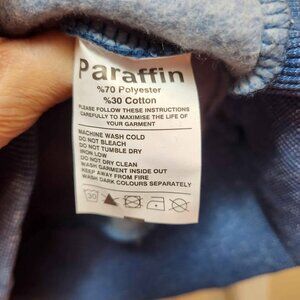 Paraffin
%70 Polyester
%30 Cotton
PLEASE FOLLOW THESE INSTRUCTIONS
CAREFULLY TO MAXIMISE THE LIFE OF
YOUR GARMENT
MACHINE WASH COLD
DO NOT BLEACH
DO NOT TUMBLE DRY
IRON LOW
DO NOT DRY CLEAN
WASH GARMENT INSIDE OUT
KEEP AWAY FROM FIRE
WASH DARK COLOURS SEPARATELY
30